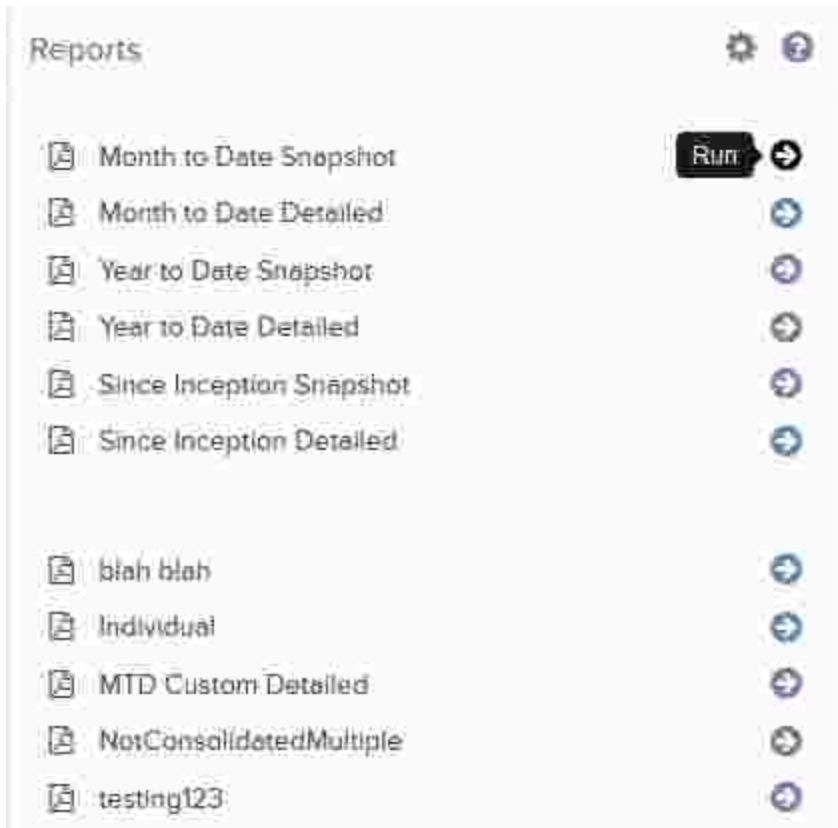 Reports
Month to Date Snapshot
Run
Month to Date Detailed
Year to Date Snapshot
Year to Date Detailed
Since Inception Snapshot
Since Inception Detailed
blah blah
Individual
MTD Custom Detailed
NotConsolidatedMultiple
testing123